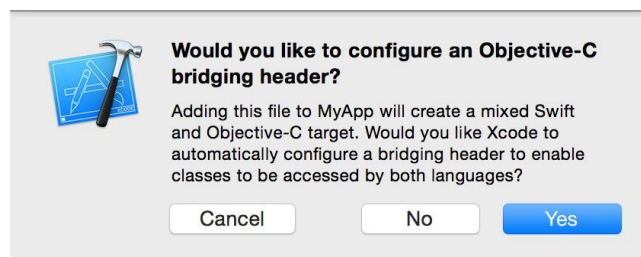 Would you like to configure an Objective-C
bridging header?
Adding this file to MyApp will create a mixed Swift
and Objective-C target. Would you like Xcode to
automatically configure a bridging header to enable
classes to be accessed by both languages?
Cancel No Yes